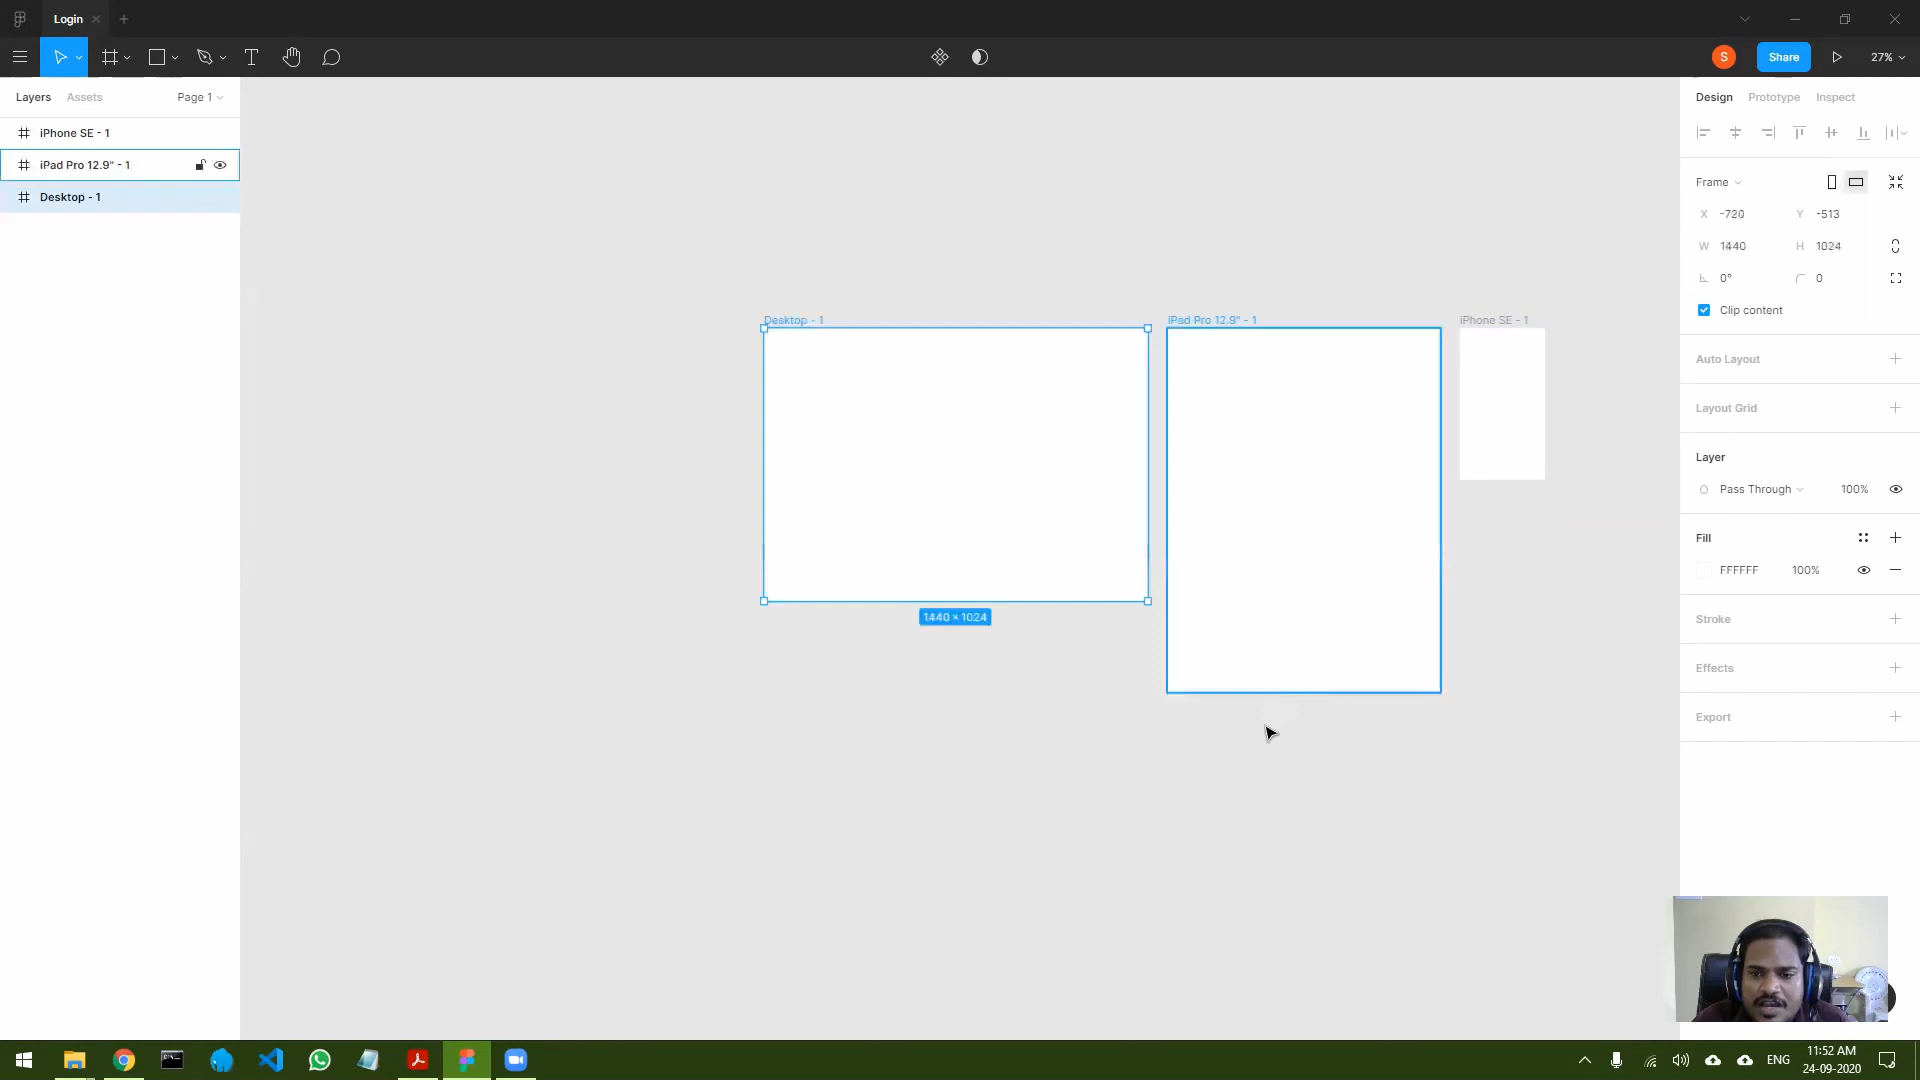 Login
S
Share
27%
Layers
Assets
Page 1
Design
Prototype
Inspect
iPhone SE - 1
iPad Pro 12.9" - 1
Desktop - 1
Frame
X -720
Y -513
W 1440
H 1024
0°
0
Clip content
Desktop - 1
iPad Pro 12.9" - 1
iPhone SE - 1
Auto Layout
Layout Grid
Layer
Pass Through
100%
Fill
FFFFFF
100%
1440 × 1024
Stroke
Effects
Export
ENG
11:52 AM
24-09-2020